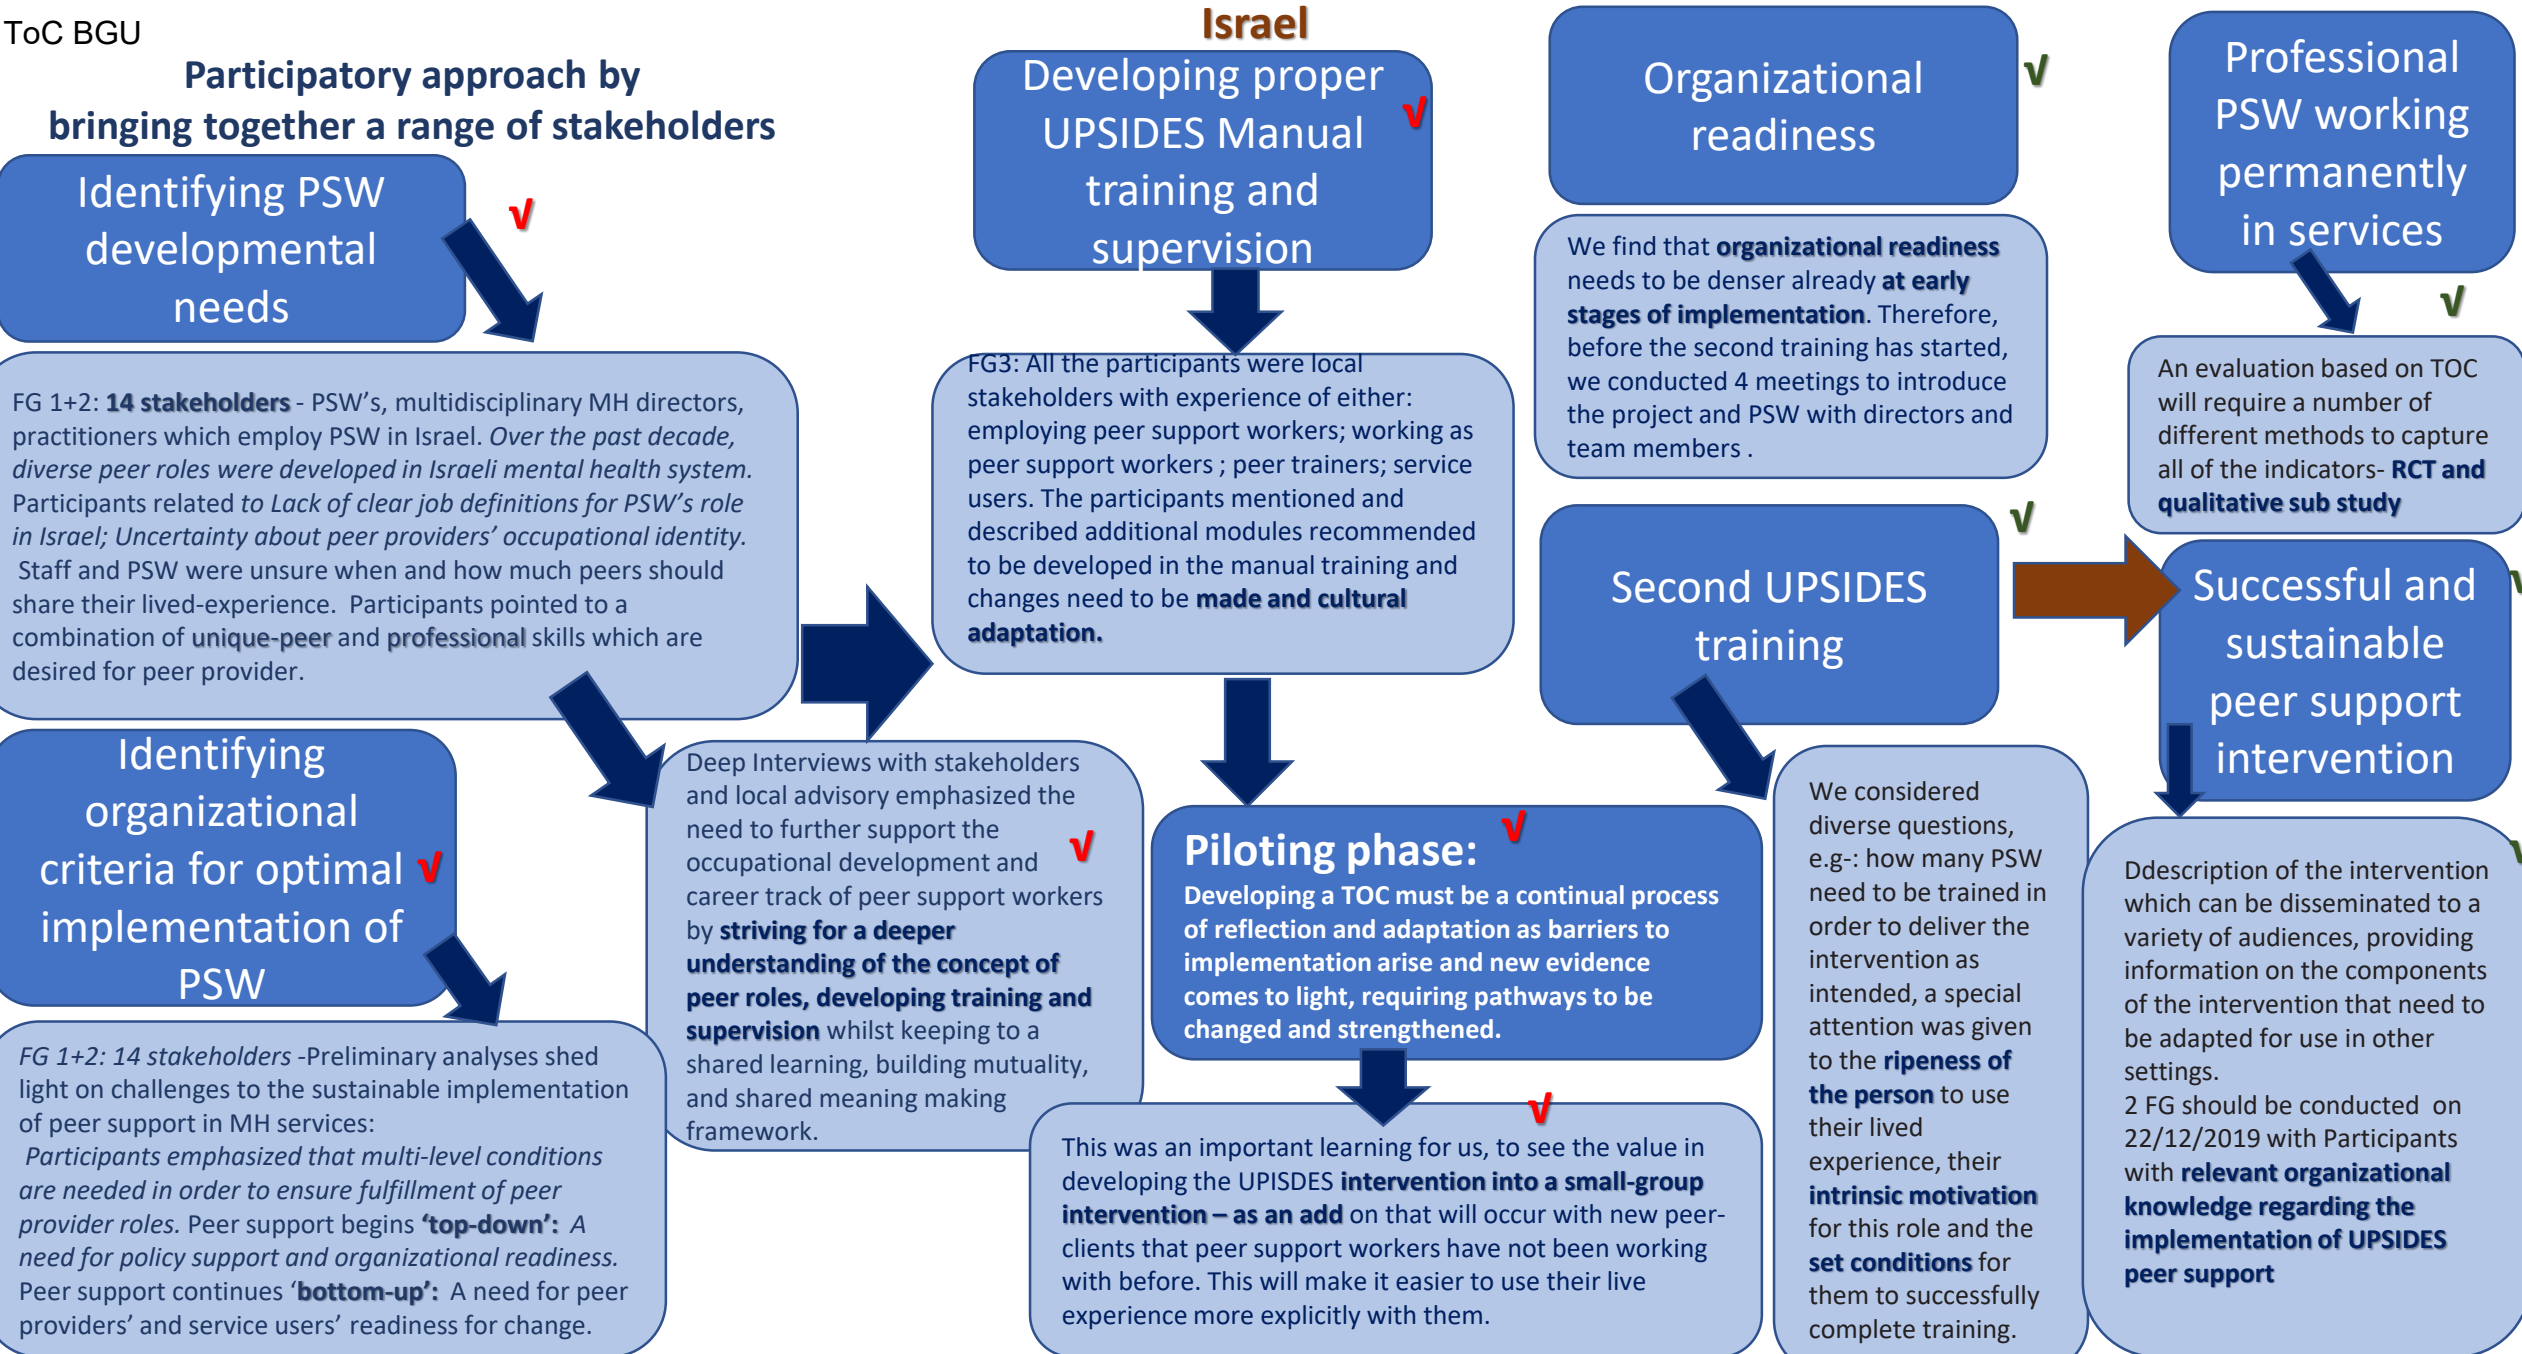 ToC BGU
Participatory approach by
bringing together a range of stakeholders
Identifying PSW
developmental
needs
√
FG 1+2: 14 stakeholders - PSW's, multidisciplinary MH directors,
practitioners which employ PSW in Israel. Over the past decade,
diverse peer roles were developed in Israeli mental health system.
Participants related to Lack of clear job definitions for PSW's role
in Israel; Uncertainty about peer providers' occupational identity.
Staff and PSW were unsure when and how much peers should
share their lived-experience. Participants pointed to a
combination of unique-peer and professional skills which are
desired for peer provider.
Identifying
organizational
criteria for optimal √
implementation of
PSW
FG 1+2: 14 stakeholders -Preliminary analyses shed
light on challenges to the sustainable implementation
of peer support in MH services:
Participants emphasized that multi-level conditions
are needed in order to ensure fulfillment of peer
provider roles. Peer support begins 'top-down': A
need for policy support and organizational readiness.
Peer support continues 'bottom-up': A need for peer
providers' and service users' readiness for change.
Deep Interviews with stakeholders
and local advisory emphasized the
need to further support the
occupational development and √
career track of peer support workers
by striving for a deeper
understanding of the concept of
peer roles, developing training and
supervision whilst keeping to a
shared learning, building mutuality,
and shared meaning making
framework.
Israel
Developing proper
UPSIDES Manual √
training and
supervision
FG3: All the participants were local
stakeholders with experience of either:
employing peer support workers; working as
peer support workers ; peer trainers; service
users. The participants mentioned and
described additional modules recommended
to be developed in the manual training and
changes need to be made and cultural
adaptation.
Piloting phase: √
Developing a TOC must be a continual process
of reflection and adaptation as barriers to
implementation arise and new evidence
comes to light, requiring pathways to be
changed and strengthened.
√
This was an important learning for us, to see the value in
developing the UPISDES intervention into a small-group
intervention – as an add on that will occur with new peer-
clients that peer support workers have not been working
with before. This will make it easier to use their live
experience more explicitly with them.
Organizational √
readiness
We find that organizational readiness
needs to be denser already at early
stages of implementation. Therefore,
before the second training has started,
we conducted 4 meetings to introduce
the project and PSW with directors and
team members .
√
Second UPSIDES
training
We considered
diverse questions,
e.g-: how many PSW
need to be trained in
order to deliver the
intervention as
intended, a special
attention was given
to the ripeness of
the person to use
their lived
experience, their
intrinsic motivation
for this role and the
set conditions for
them to successfully
complete training.
Professional
PSW working
permanently
in services
√
An evaluation based on TOC
will require a number of
different methods to capture
all of the indicators- RCT and
qualitative sub study
Successful and √
sustainable
peer support
intervention
√
Ddescription of the intervention
which can be disseminated to a
variety of audiences, providing
information on the components
of the intervention that need to
be adapted for use in other
settings.
2 FG should be conducted on
22/12/2019 with Participants
with relevant organizational
knowledge regarding the
implementation of UPSIDES
peer support